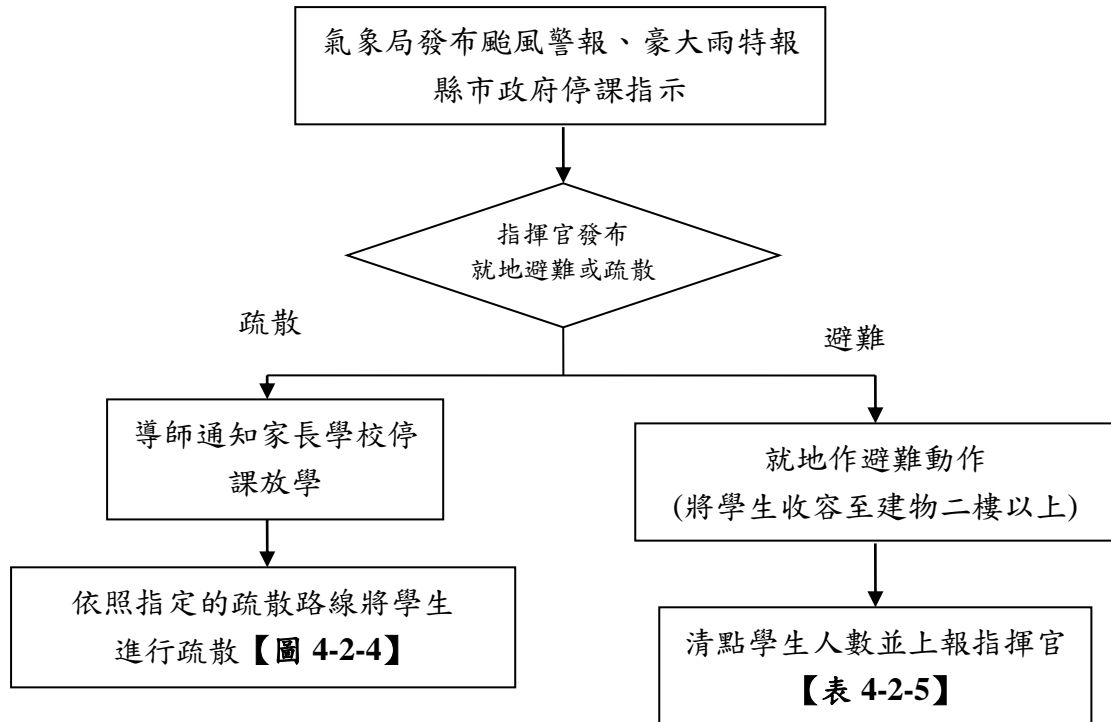 氣象局發布颱風警報、豪大雨特報
縣市政府停課指示
指揮官發布
就地避難或疏散
疏散
避難
導師通知家長學校停
課放學
就地作避難動作
(將學生收容至建物二樓以上)
依照指定的疏散路線將學生
進行疏散【圖 4-2-4】
清點學生人數並上報指揮官
【表 4-2-5】